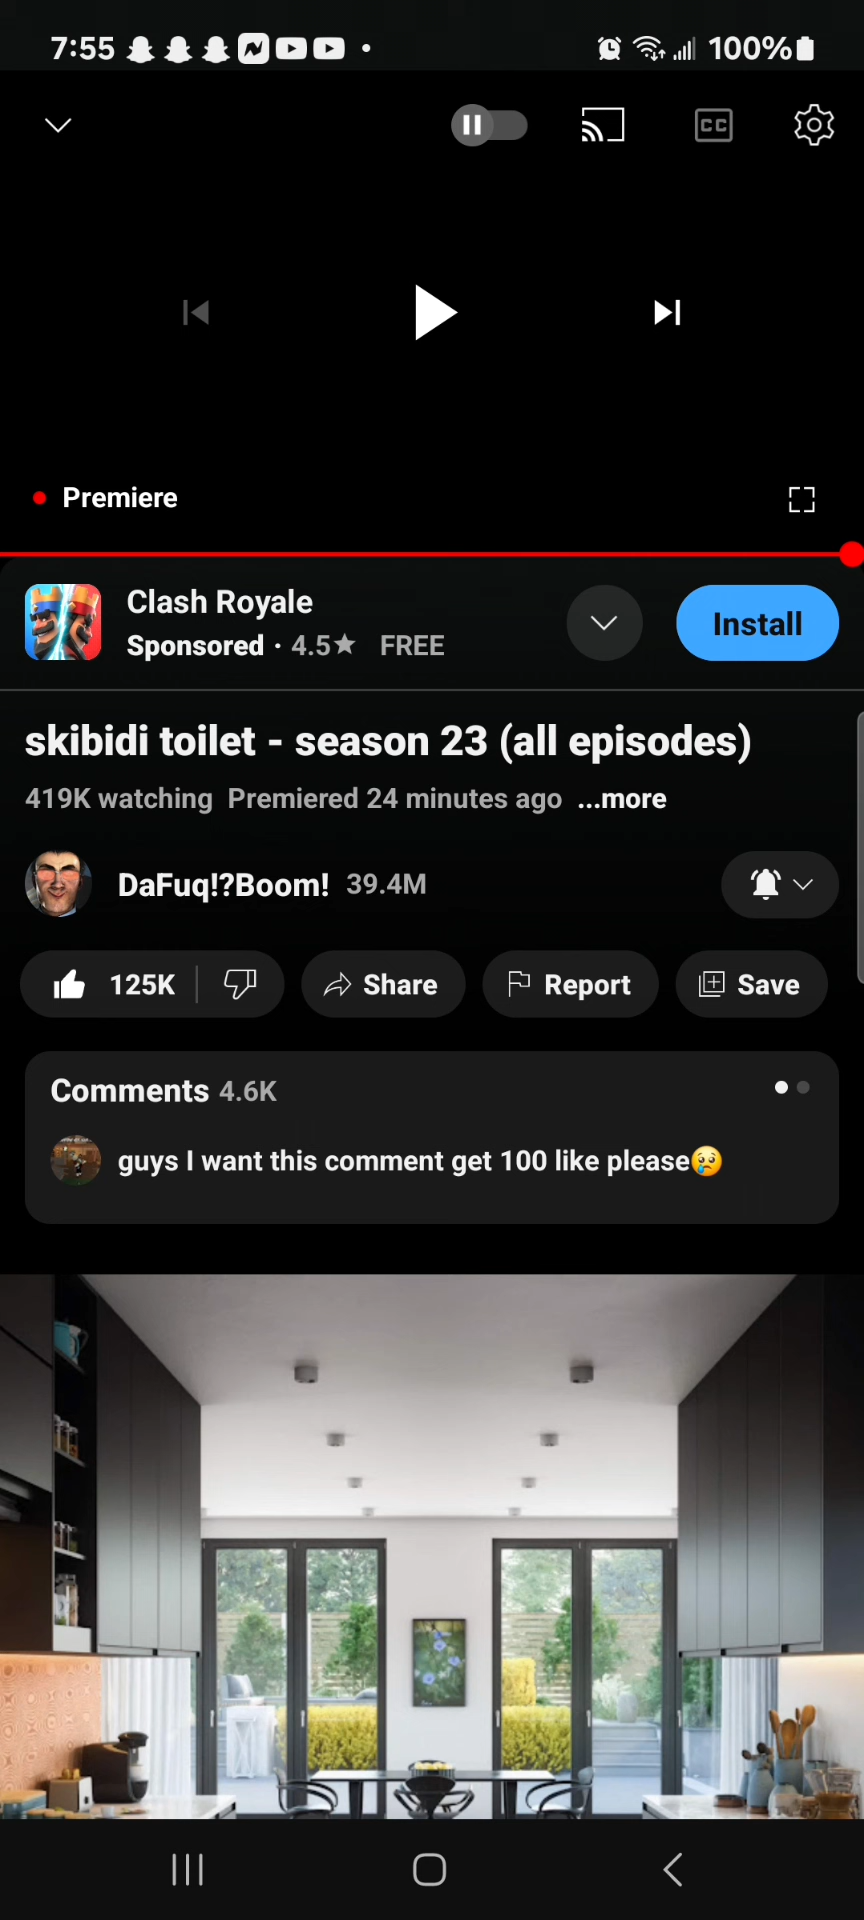 7:55 100%
CC
Premiere
Clash Royale
Sponsored · 4.5★ FREE
Install
skibidi toilet - season 23 (all episodes)
419K watching Premiered 24 minutes ago ...more
DaFuq!?Boom! 39.4M
125K Share Report Save
Comments 4.6K
guys I want this comment get 100 like please😢